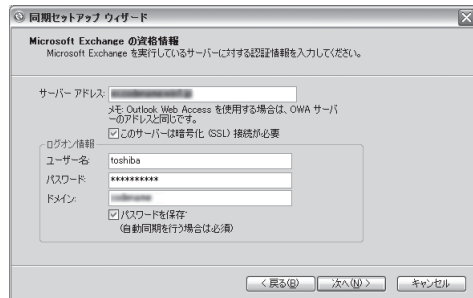 同期セットアップ ウィザード
Microsoft Exchange の資格情報
Microsoft Exchange を実行しているサーバーに対する認証情報を入力してください。
サーバー アドレス:
メモ: Outlook Web Access を使用する場合は、OWA サーバ
ーのアドレスと同じです。
このサーバーは暗号化 (SSL) 接続が必要
ログオン情報
ユーザー名: toshiba
パスワード: **********
ドメイン:
パスワードを保存
(自動同期を行う場合は必須)
< 戻る(B) 次へ(N) > キャンセル